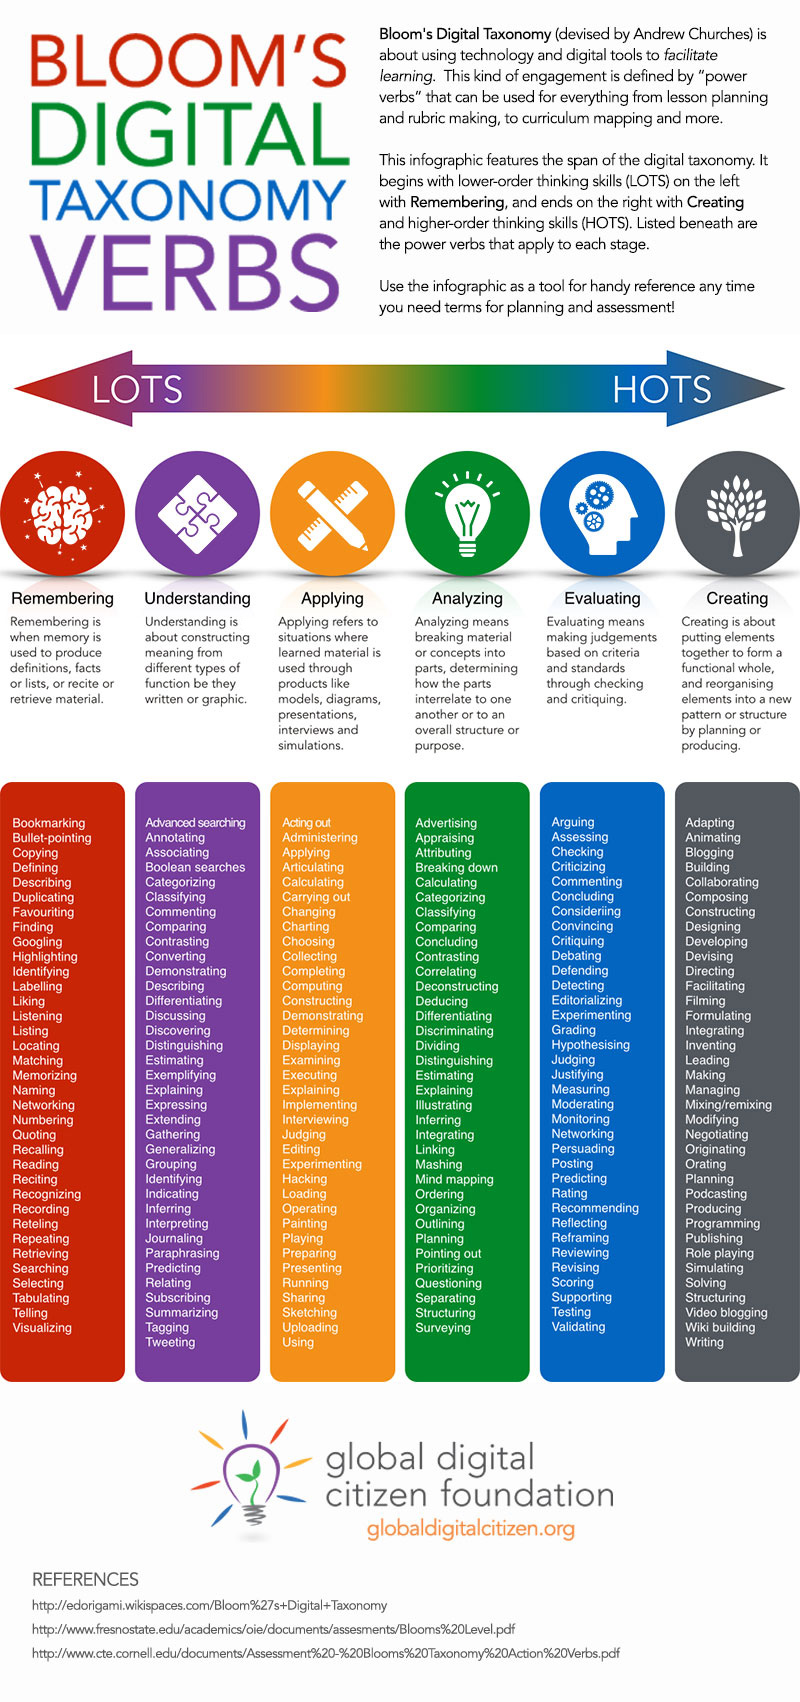 BLOOM'S
DIGITAL
TAXONOMY
VERBS
Bloom's Digital Taxonomy (devised by Andrew Churches) is
about using technology and digital tools to facilitate
learning. This kind of engagement is defined by “power
verbs” that can be used for everything from lesson planning
and rubric making, to curriculum mapping and more.
This infographic features the span of the digital taxonomy. It
begins with lower-order thinking skills (LOTS) on the left
with Remembering, and ends on the right with Creating
and higher-order thinking skills (HOTS). Listed beneath are
the power verbs that apply to each stage.
Use the infographic as a tool for handy reference any time
you need terms for planning and assessment!
LOTS
HOTS
Remembering
Remembering is
when memory is
used to produce
definitions, facts
or lists, or recite or
retrieve material.
Understanding
Understanding is
about constructing
meaning from
different types of
function be they
written or graphic.
Applying
Applying refers to
situations where
learned material is
used through
products like
models, diagrams,
presentations,
interviews and
simulations.
Analyzing
Analyzing means
breaking material
or concepts into
parts, determining
how the parts
interrelate to one
another or to an
overall structure or
purpose.
Evaluating
Evaluating means
making judgements
based on criteria
and standards
through checking
and critiquing.
Creating
Creating is about
putting elements
together to form a
functional whole,
and reorganising
elements into a new
pattern or structure
by planning or
producing.
Bookmarking
Bullet-pointing
Copying
Defining
Describing
Duplicating
Favouriting
Finding
Googling
Highlighting
Identifying
Labelling
Liking
Listening
Listing
Locating
Matching
Memorizing
Naming
Networking
Numbering
Quoting
Recalling
Reading
Reciting
Recognizing
Recording
Reteling
Repeating
Retrieving
Searching
Selecting
Tabulating
Telling
Visualizing
Advanced searching
Annotating
Associating
Boolean searches
Categorizing
Classifying
Commenting
Comparing
Contrasting
Converting
Demonstrating
Describing
Differentiating
Discussing
Discovering
Distinguishing
Estimating
Exemplifying
Explaining
Expressing
Extending
Gathering
Generalizing
Grouping
Identifying
Indicating
Inferring
Interpreting
Journaling
Paraphrasing
Predicting
Relating
Subscribing
Summarizing
Tagging
Tweeting
Acting out
Administering
Applying
Articulating
Calculating
Carrying out
Changing
Charting
Choosing
Collecting
Completing
Computing
Constructing
Demonstrating
Determining
Displaying
Examining
Executing
Explaining
Implementing
Interviewing
Judging
Editing
Experimenting
Hacking
Loading
Operating
Painting
Playing
Preparing
Presenting
Running
Sharing
Sketching
Uploading
Using
Advertising
Appraising
Attributing
Breaking down
Calculating
Categorizing
Classifying
Comparing
Concluding
Contrasting
Correlating
Deconstructing
Deducing
Differentiating
Discriminating
Dividing
Distinguishing
Estimating
Explaining
Illustrating
Inferring
Integrating
Linking
Mashing
Mind mapping
Ordering
Organizing
Outlining
Planning
Pointing out
Prioritizing
Questioning
Separating
Structuring
Surveying
Arguing
Assessing
Checking
Criticizing
Commenting
Concluding
Consideriing
Convincing
Critiquing
Debating
Defending
Detecting
Editorializing
Experimenting
Grading
Hypothesising
Judging
Justifying
Measuring
Moderating
Monitoring
Networking
Persuading
Posting
Predicting
Rating
Recommending
Reflecting
Reframing
Reviewing
Revising
Scoring
Supporting
Testing
Validating
Adapting
Animating
Blogging
Building
Collaborating
Composing
Constructing
Designing
Developing
Devising
Directing
Facilitating
Filming
Formulating
Integrating
Inventing
Leading
Making
Managing
Mixing/remixing
Modifying
Negotiating
Originating
Orating
Planning
Podcasting
Producing
Programming
Publishing
Role playing
Simulating
Solving
Structuring
Video blogging
Wiki building
Writing
global digital
citizen foundation
globaldigitalcitizen.org
REFERENCES
http://edorigami.wikispaces.com/Bloom%27s+Digital+Taxonomy
http://www.fresnostate.edu/academics/oie/documents/assesments/Blooms%20Level.pdf
http://www.cte.cornell.edu/documents/Assessment%20-%20Blooms%20Taxonomy%20Action%20Verbs.pdf